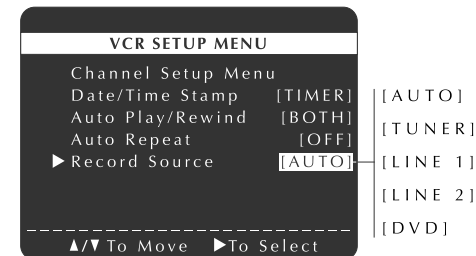 VCR SETUP MENU
Channel Setup Menu
Date/Time Stamp [TIMER]
Auto Play/Rewind [BOTH]
Auto Repeat [OFF]
▶Record Source [AUTO]
▲/▼ To Move ▶To Select
[AUTO]
[TUNER]
[LINE 1]
[LINE 2]
[DVD]